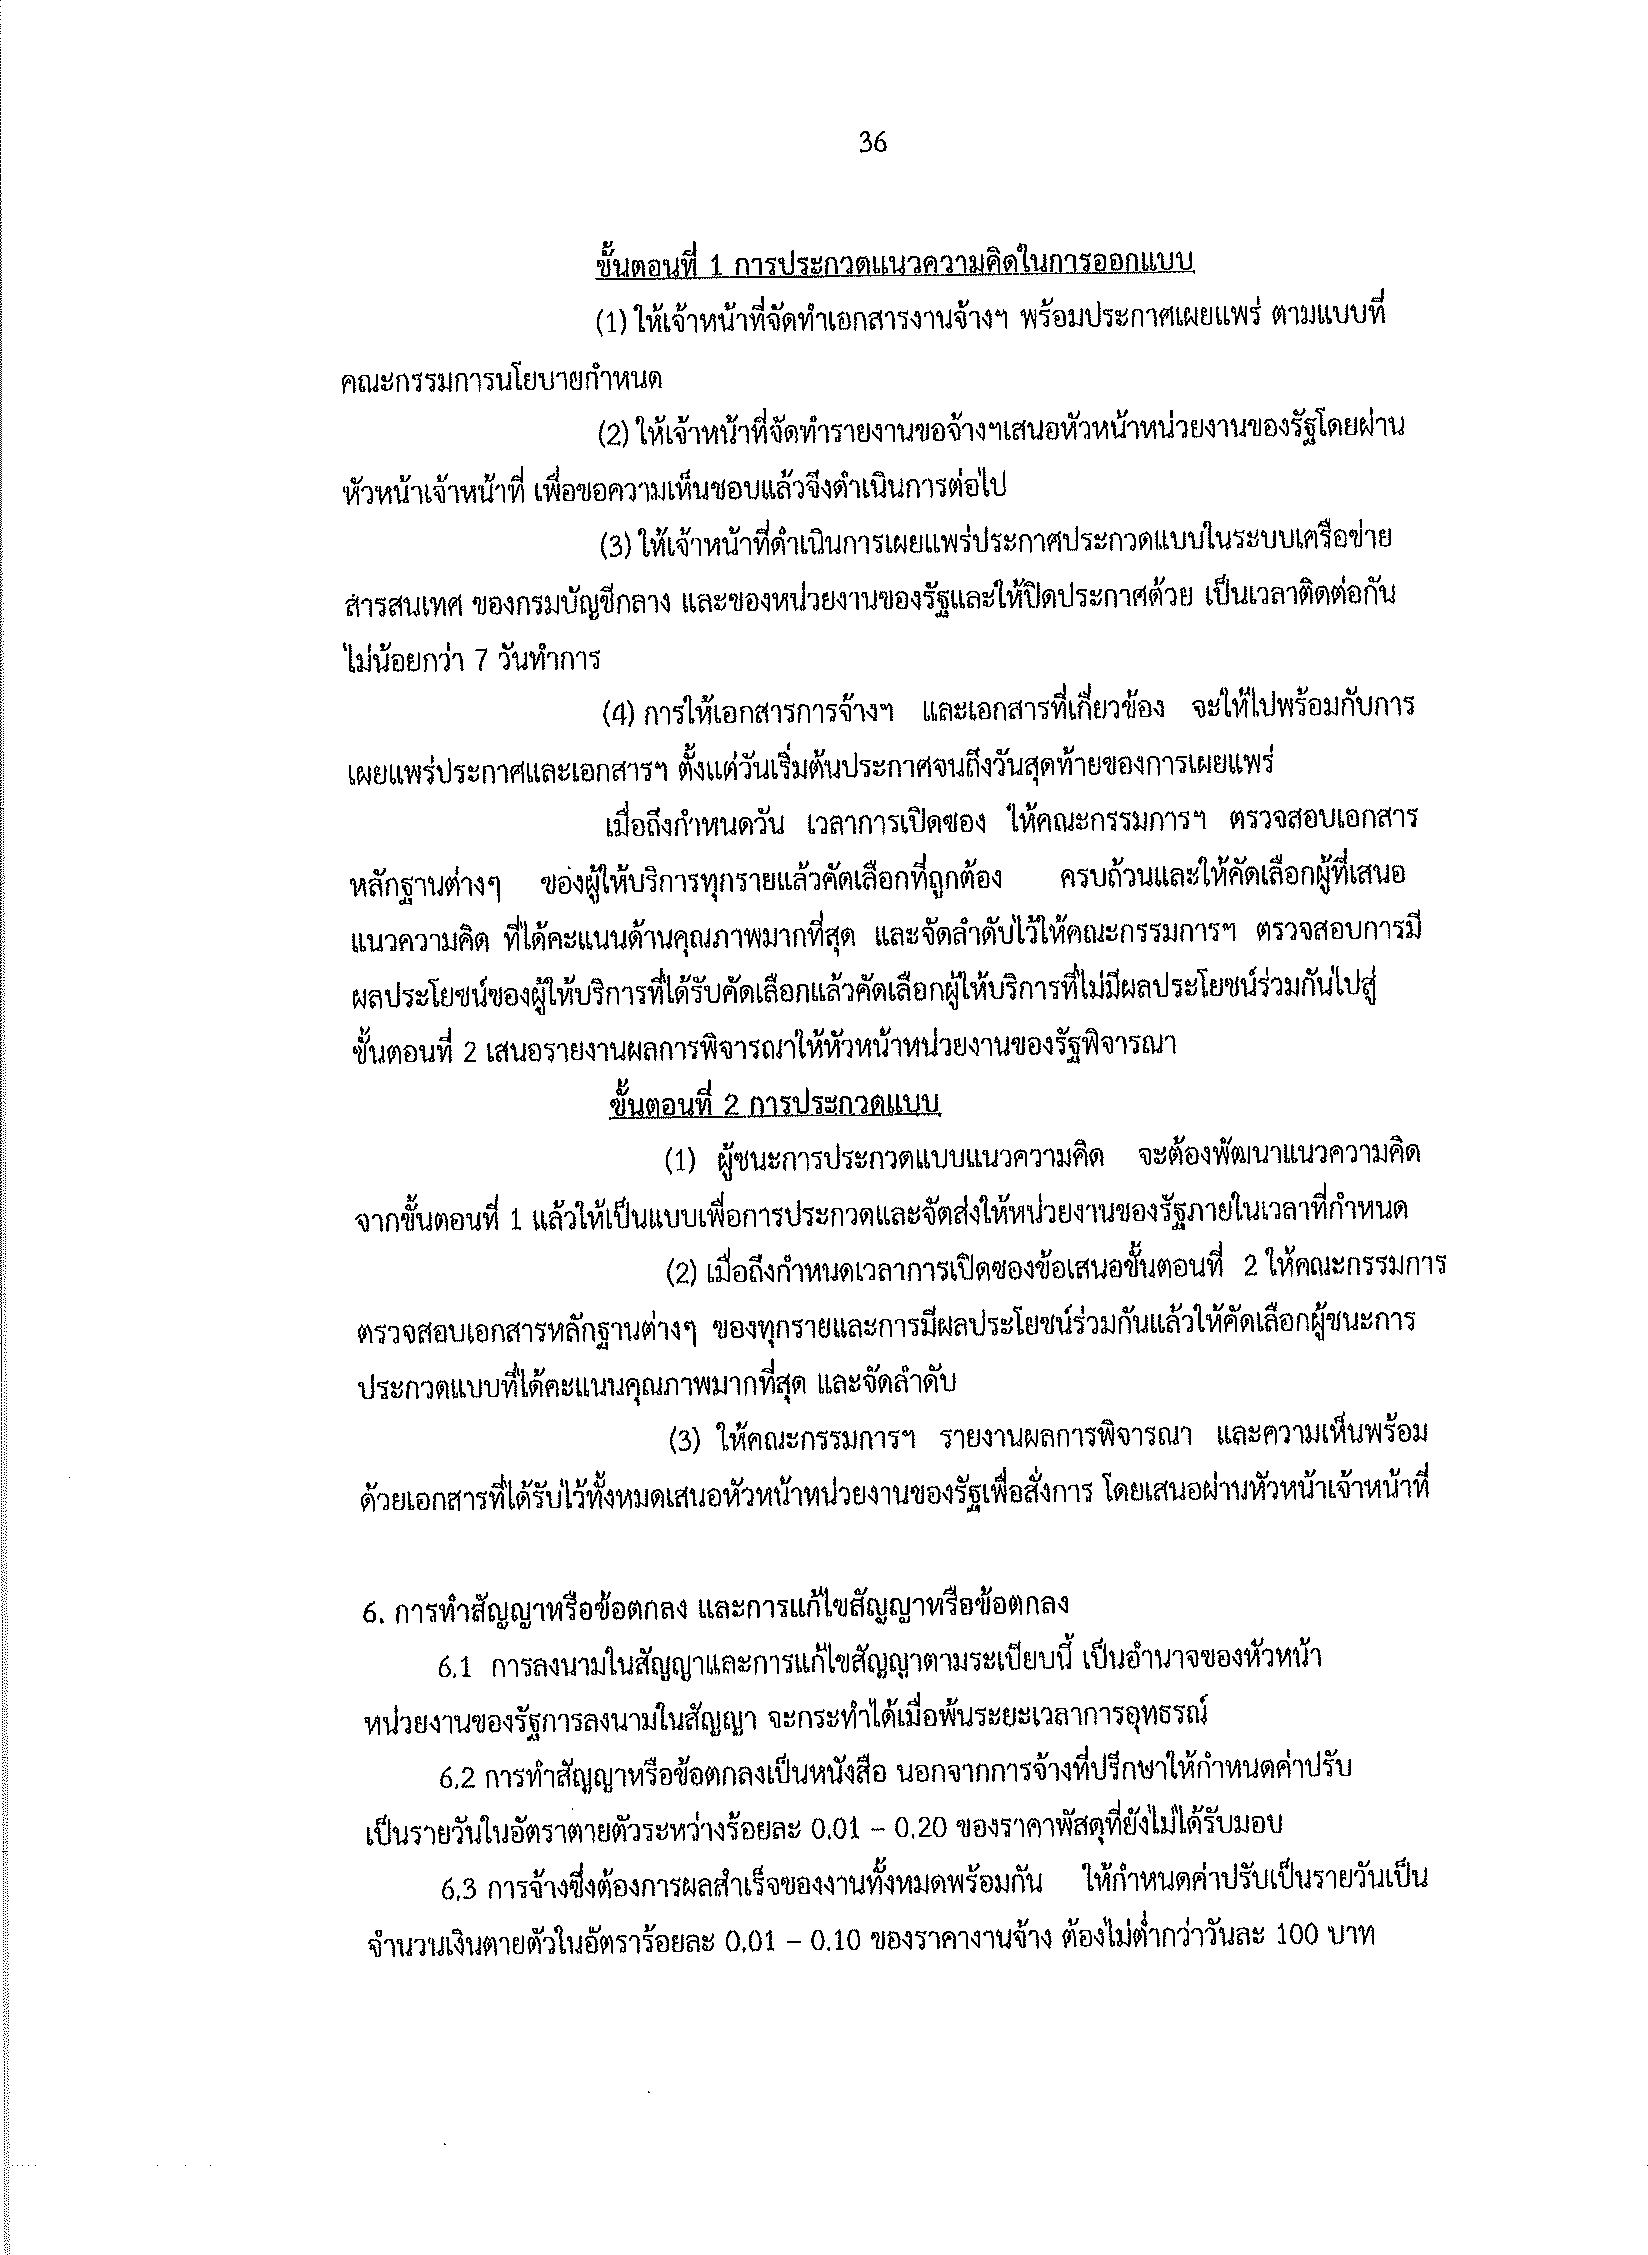 36
ขั้นตอนที่ 1 การประกวดแนวความคิดในการออกแบบ
(1) ให้เจ้าหน้าที่จัดทำเอกสารงานจ้างฯ พร้อมประกาศเผยแพร่ ตามแบบที่
คณะกรรมการนโยบายกำหนด
(2) ให้เจ้าหน้าที่จัดทำรายงานขอจ้างฯเสนอหัวหน้าหน่วยงานของรัฐโดยผ่าน
หัวหน้าเจ้าหน้าที่ เพื่อขอความเห็นชอบแล้วจึงดำเนินการต่อไป
(3) ให้เจ้าหน้าที่ดำเนินการเผยแพร่ประกาศประกวดแบบในระบบเครือข่าย
สารสนเทศ ของกรมบัญชีกลาง และของหน่วยงานของรัฐและให้ปิดประกาศด้วย เป็นเวลาติดต่อกัน
ไม่น้อยกว่า 7 วันทำการ
(4) การให้เอกสารการจ้างฯ และเอกสารที่เกี่ยวข้อง จะให้ไปพร้อมกับการ
เผยแพร่ประกาศและเอกสารฯ ตั้งแต่วันเริ่มต้นประกาศจนถึงวันสุดท้ายของการเผยแพร่
เมื่อถึงกำหนดวัน เวลาการเปิดซอง ให้คณะกรรมการฯ ตรวจสอบเอกสาร
หลักฐานต่างๆ ของผู้ให้บริการทุกรายแล้วคัดเลือกที่ถูกต้อง ครบถ้วนและให้คัดเลือกผู้ที่เสนอ
แนวความคิด ที่ได้คะแนนด้านคุณภาพมากที่สุด และจัดลำดับไว้ให้คณะกรรมการฯ ตรวจสอบการมี
ผลประโยชน์ของผู้ให้บริการที่ได้รับคัดเลือกแล้วคัดเลือกผู้ให้บริการที่ไม่มีผลประโยชน์ร่วมกันไปสู่
ขั้นตอนที่ 2 เสนอรายงานผลการพิจารณาให้หัวหน้าหน่วยงานของรัฐพิจารณา
ขั้นตอนที่ 2 การประกวดแบบ
(1) ผู้ชนะการประกวดแบบแนวความคิด จะต้องพัฒนาแนวความคิด
จากขั้นตอนที่ 1 แล้วให้เป็นแบบเพื่อการประกวดและจัดส่งให้หน่วยงานของรัฐภายในเวลาที่กำหนด
(2) เมื่อถึงกำหนดเวลาการเปิดซองข้อเสนอขั้นตอนที่ 2 ให้คณะกรรมการ
ตรวจสอบเอกสารหลักฐานต่างๆ ของทุกรายและการมีผลประโยชน์ร่วมกันแล้วให้คัดเลือกผู้ชนะการ
ประกวดแบบที่ได้คะแนนคุณภาพมากที่สุด และจัดลำดับ
(3) ให้คณะกรรมการฯ รายงานผลการพิจารณา และความเห็นพร้อม
ด้วยเอกสารที่ได้รับไว้ทั้งหมดเสนอหัวหน้าหน่วยงานของรัฐเพื่อสั่งการ โดยเสนอผ่านหัวหน้าเจ้าหน้าที่
6. การทำสัญญาหรือข้อตกลง และการแก้ไขสัญญาหรือข้อตกลง
6.1 การลงนามในสัญญาและการแก้ไขสัญญาตามระเบียบนี้ เป็นอำนาจของหัวหน้า
หน่วยงานของรัฐการลงนามในสัญญา จะกระทำได้เมื่อพ้นระยะเวลาการอุทธรณ์
6.2 การทำสัญญาหรือข้อตกลงเป็นหนังสือ นอกจากการจ้างที่ปรึกษาให้กำหนดค่าปรับ
เป็นรายวันในอัตราตายตัวระหว่างร้อยละ 0.01 – 0.20 ของราคาพัสดุที่ยังไม่ได้รับมอบ
6.3 การจ้างซึ่งต้องการผลสำเร็จของงานทั้งหมดพร้อมกัน ให้กำหนดค่าปรับเป็นรายวันเป็น
จำนวนเงินตายตัวในอัตราร้อยละ 0.01 – 0.10 ของราคางานจ้าง ต้องไม่ต่ำกว่าวันละ 100 บาท